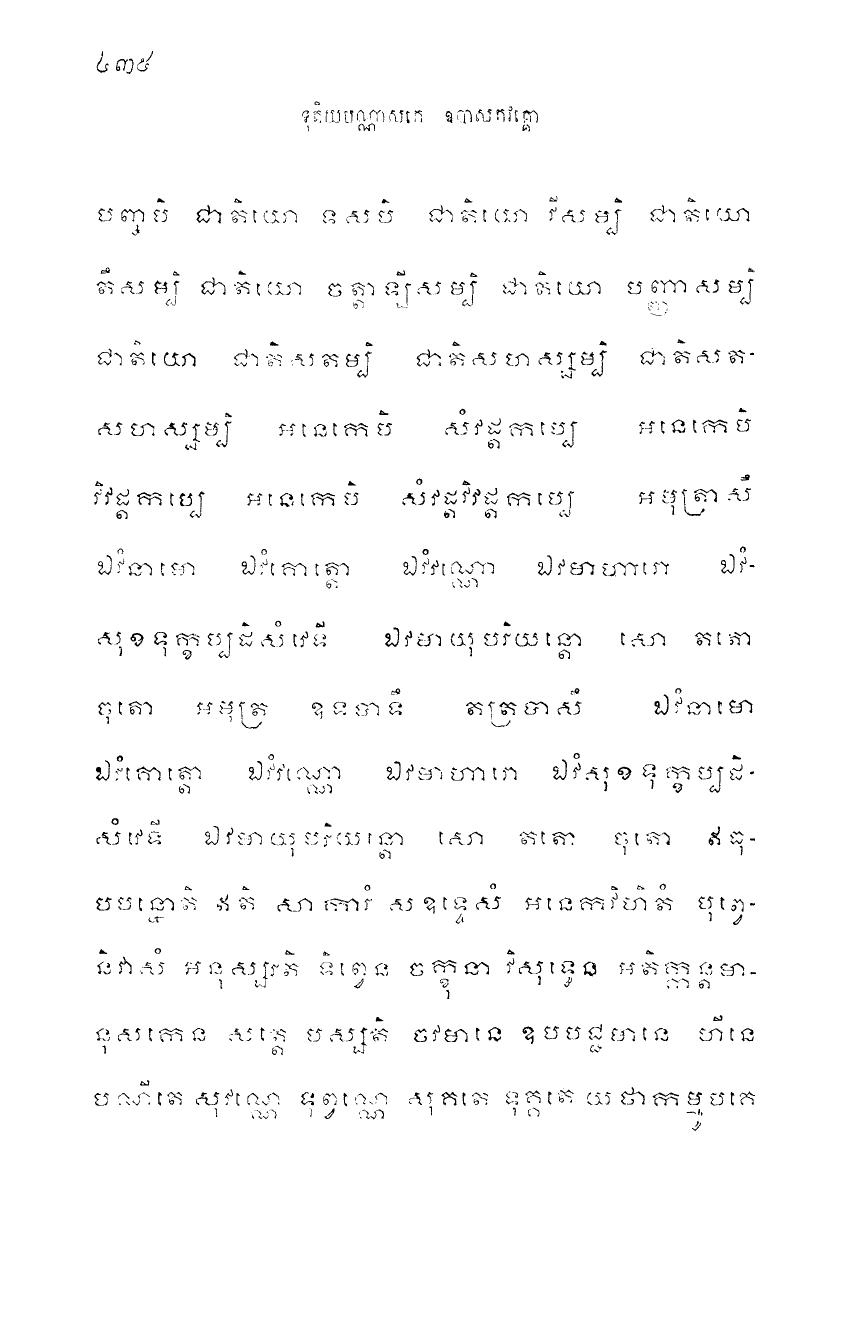 ៤៣៥
ទុតិយបណ្ណាសកេ ឧបាសកវគ្គោ
បញ្ចបិ ជាតិយោ ទសបិ ជាតិយោ វីសម្បិ ជាតិយោ
តឹសម្បិ ជាតិយោ ចត្តាឡីសម្បិ ជាតិយោ បញ្ញាសម្បិ
ជាតិយោ ជាតិសតម្បិ ជាតិសហស្សម្បិ ជាតិសត-
សហស្សម្បិ អនេកេបិ សំវដ្តកប្បេ អនេកេបិ
វិវដ្តកប្បេ អនេកេបិ សំវដ្តវិវដ្តកប្បេ អមុត្រាសឹ
ឯវំនាមោ ឯវំគោត្តោ ឯវំវណ្ណោ ឯវមាហារោ ឯវំ-
សុខទុក្ខប្បដិសំវេទី ឯវមាយុបរិយន្តោ សោ តតោ
ចុតោ អមុត្រ ឧទបាទឹ តត្របាសឹ ឯវំនាមោ
ឯវំគោត្តោ ឯវំវណ្ណោ ឯវមាហារោ ឯវំសុខទុក្ខប្បដិ-
សំវេទី ឯវមាយុបរិយន្តោ សោ តតោ ចុតោ ឥធុ-
បបន្នោតិ ឥតិ សាការំ សឧទ្ទេសំ អនេកវិហិតំ បុព្វេ-
និវាសំ អនុស្សរតិ ទិព្វេន ចក្ខុនា វិសុទ្ធេន អតិក្កន្តមា-
នុសកេន សត្តេ បស្សតិ ចវមានេ ឧបបជ្ជមានេ ហីនេ
បណីតេ សុវណ្ណេ ទុព្វណ្ណេ សុគតេ ទុគ្គតេ យថាកម្មូបគេ